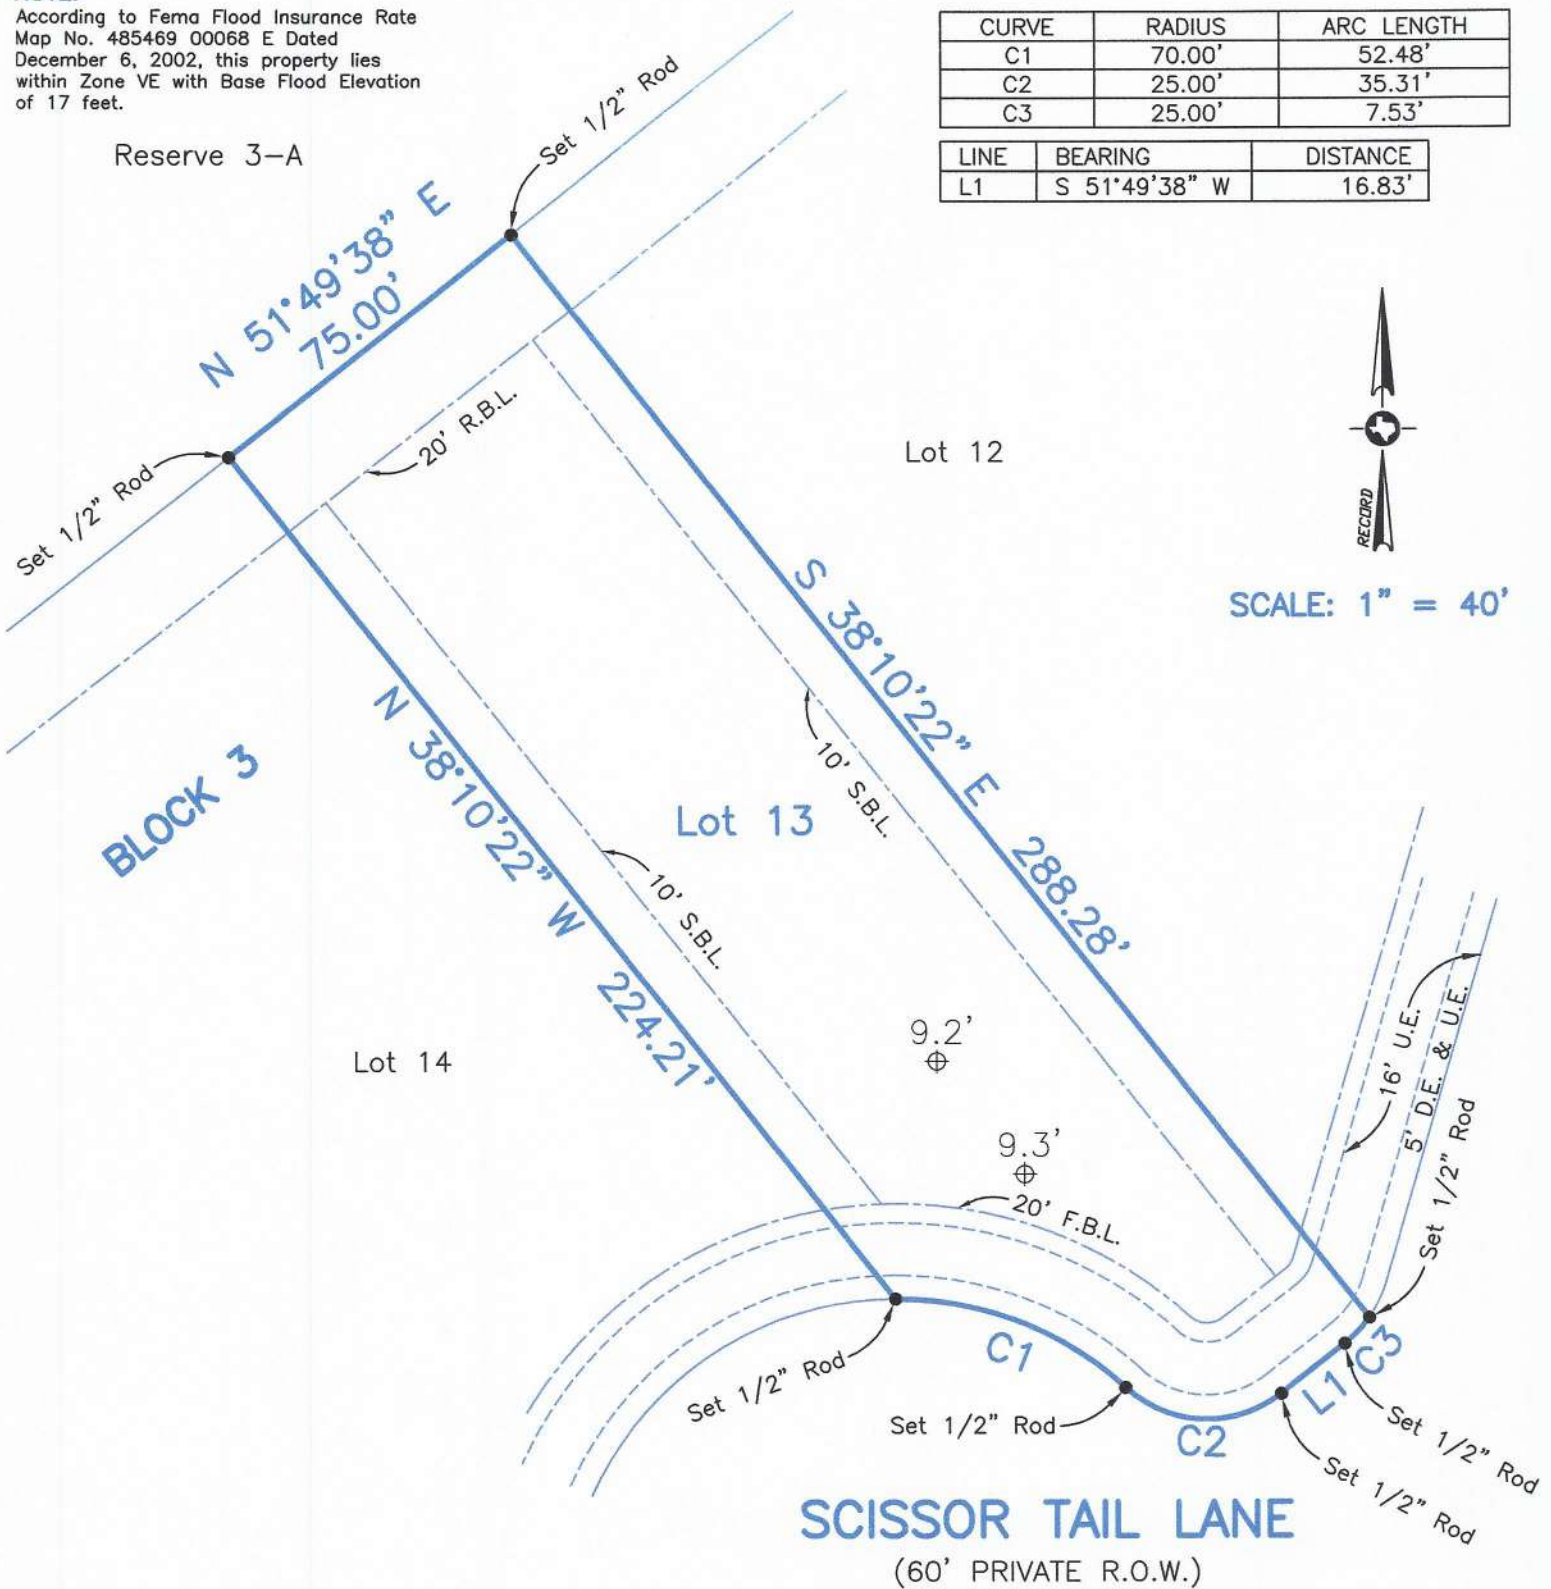 According to Fema Flood Insurance Rate
Map No. 485469 00068 E Dated
December 6, 2002, this property lies
within Zone VE with Base Flood Elevation
of 17 feet.
CURVE RADIUS ARC LENGTH
C1 70.00' 52.48'
C2 25.00' 35.31'
C3 25.00' 7.53'
LINE BEARING DISTANCE
L1 S 51°49'38" W 16.83'
Reserve 3-A
Set 1/2" Rod
N 51°49'38" E
75.00'
20' R.B.L.
Set 1/2" Rod
Lot 12
RECORD
SCALE: 1" = 40'
S 38°10'22" E 288.28'
10' S.B.L.
N 38°10'22" W 224.21'
BLOCK 3
Lot 13
10' S.B.L.
Lot 14
9.2'
9.3'
20' F.B.L.
16' U.E.
5' D.E. & U.E.
Set 1/2" Rod
C1
C2
L1
C3
Set 1/2" Rod
Set 1/2" Rod
Set 1/2" Rod
Set 1/2" Rod
SCISSOR TAIL LANE
(60' PRIVATE R.O.W.)